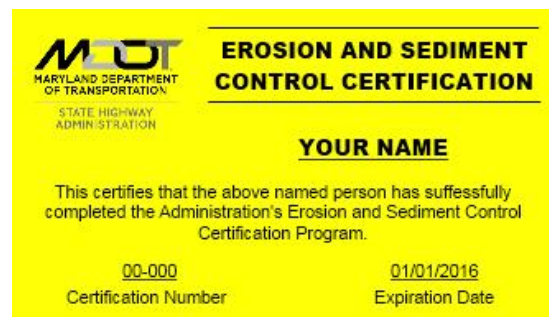 MDOT
MARYLAND DEPARTMENT
OF TRANSPORTATION
STATE HIGHWAY
ADMINISTRATION
EROSION AND SEDIMENT
CONTROL CERTIFICATION
YOUR NAME
This certifies that the above named person has suffessfully
completed the Administration's Erosion and Sediment Control
Certification Program.
00-000
Certification Number
01/01/2016
Expiration Date